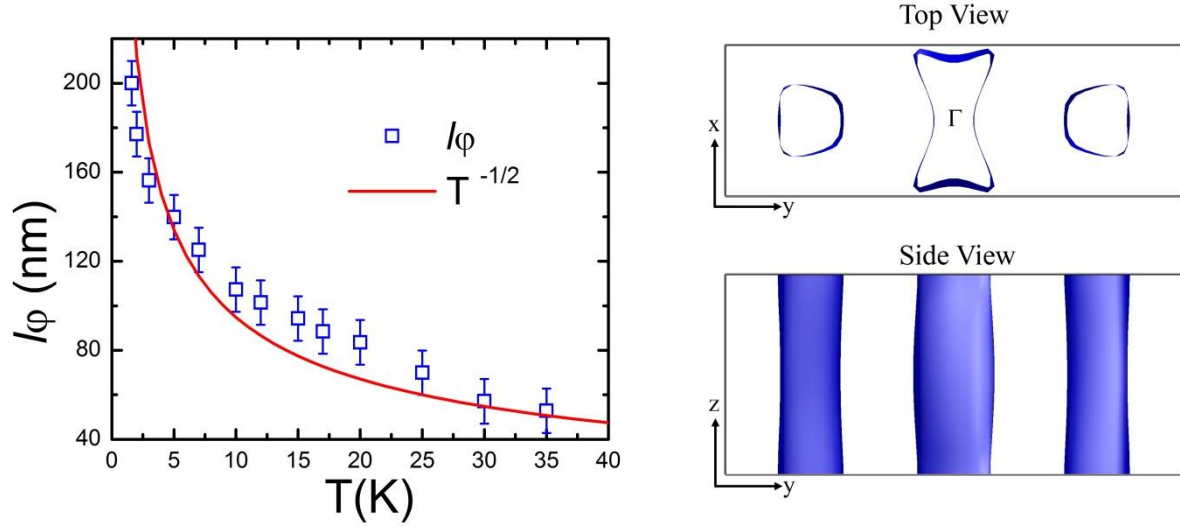 200
160
120
80
40
lφ (nm)
lφ
T -1/2
0 5 10 15 20 25 30 35 40
T(K)
Top View
Γ
x
y
Side View
z
y